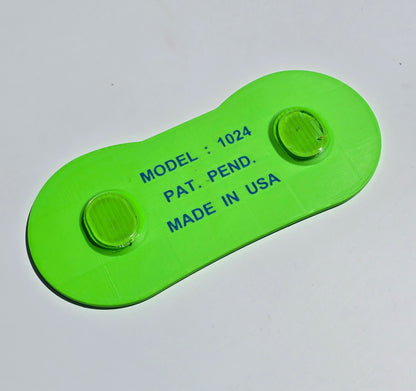 MODEL : 1024
PAT. PEND.
MADE IN USA